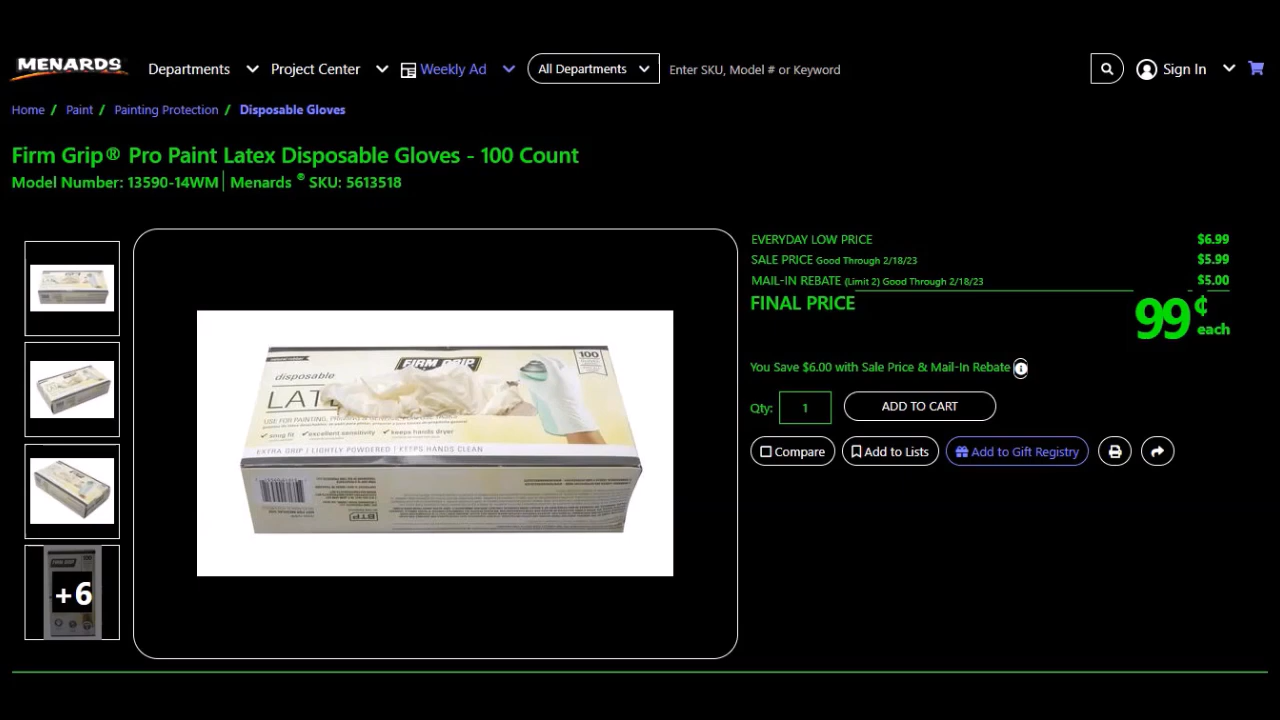 MENARDS
Departments Project Center Weekly Ad All Departments Enter SKU, Model # or Keyword Sign In
Home / Paint / Painting Protection / Disposable Gloves
Firm Grip® Pro Paint Latex Disposable Gloves - 100 Count
Model Number: 13590-14WM | Menards ® SKU: 5613518
EVERYDAY LOW PRICE $6.99
SALE PRICE Good Through 2/18/23 $5.99
MAIL-IN REBATE (Limit 2) Good Through 2/18/23 $5.00
FINAL PRICE 99¢ each
You Save $6.00 with Sale Price & Mail-In Rebate
Qty: 1 ADD TO CART
Compare Add to Lists Add to Gift Registry
FIRM GRIP
100
disposable
LAT
snug fit excellent sensitivity keeps hands dryer
EXTRA GRIP | LIGHTLY POWDERED | KEEPS HANDS CLEAN
BTP
+6